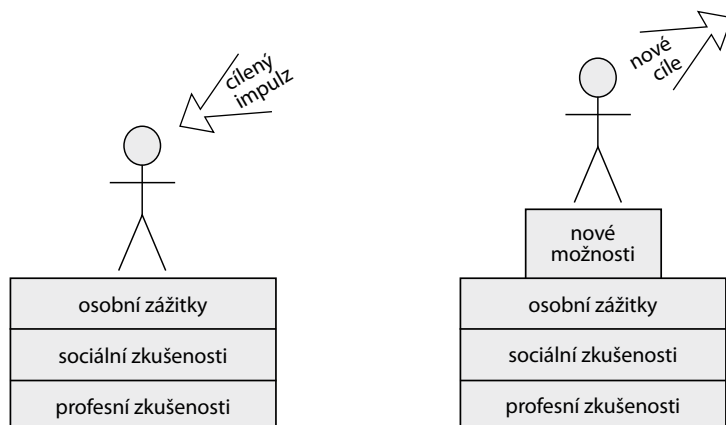 cílený
impulz
osobní zážitky
sociální zkušenosti
profesní zkušenosti
nové
cíle
nové
možnosti
osobní zážitky
sociální zkušenosti
profesní zkušenosti